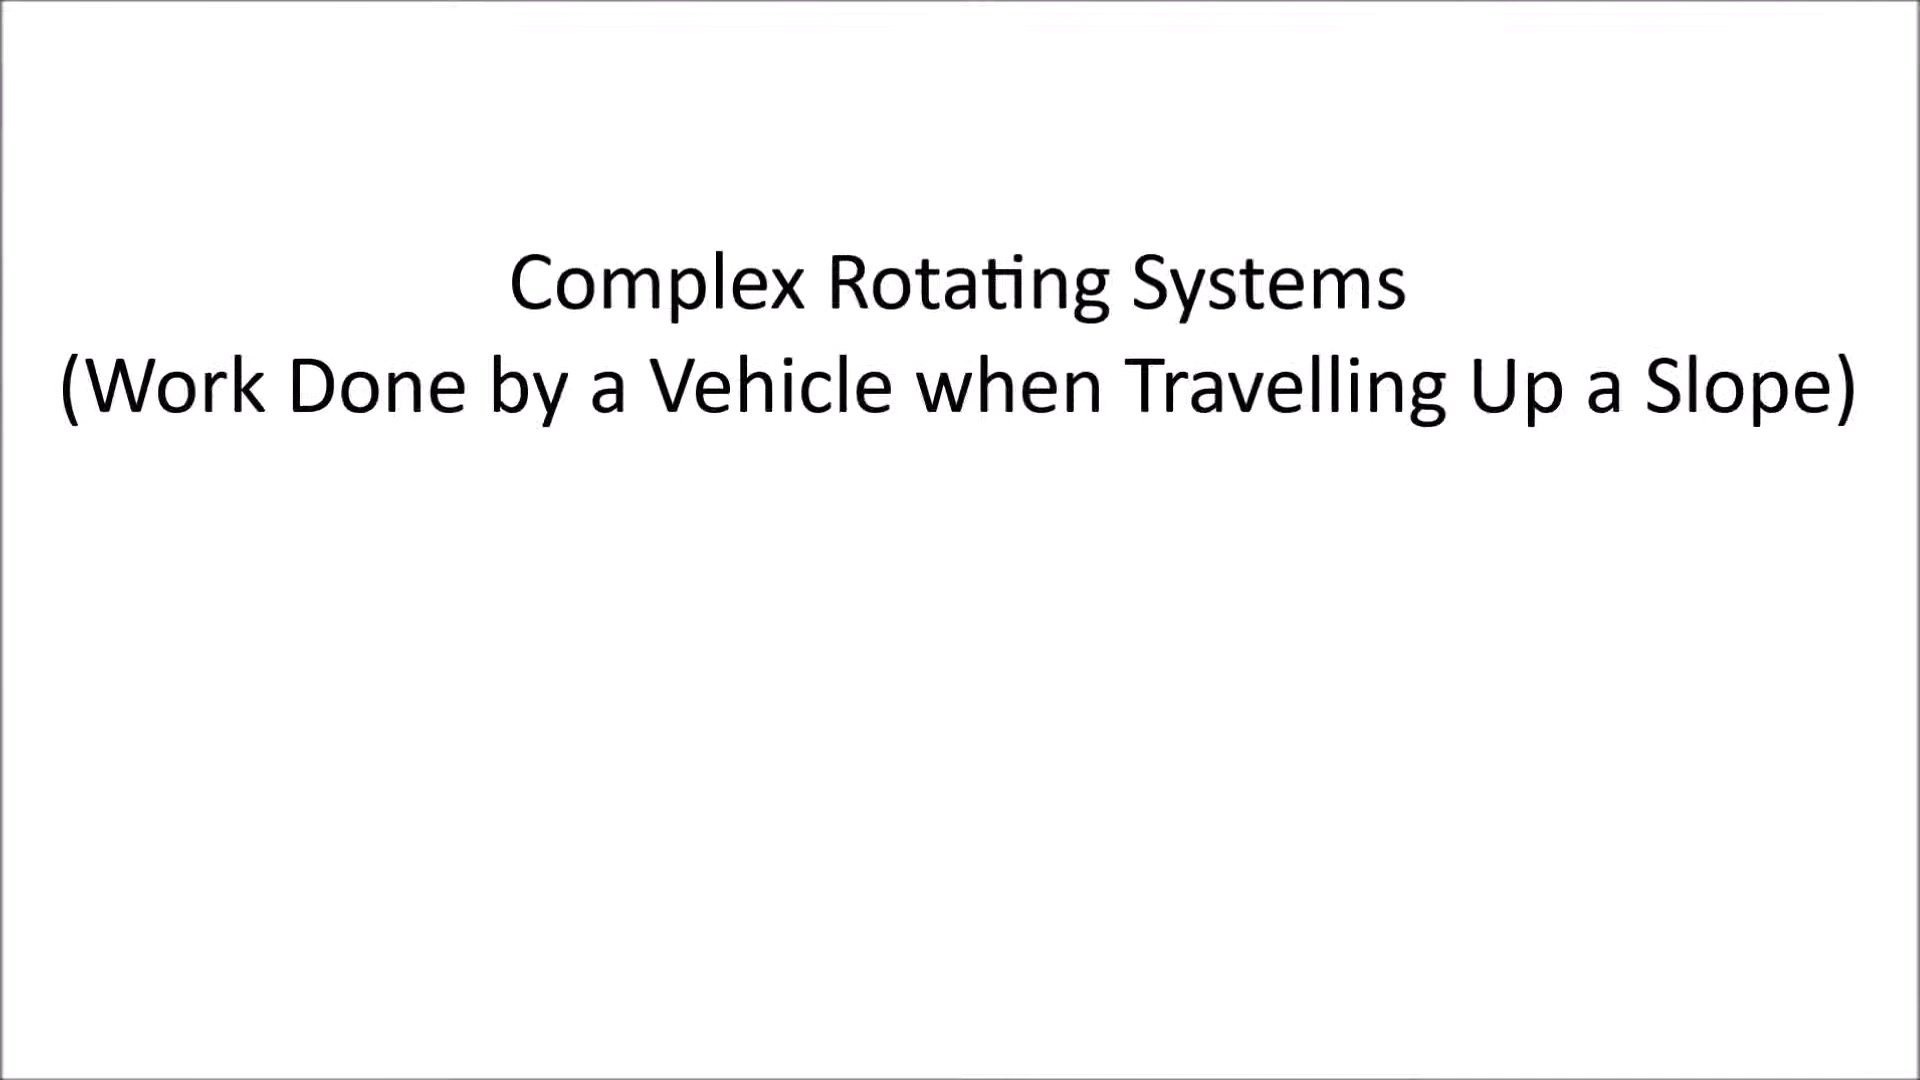 Complex Rotating Systems
(Work Done by a Vehicle when Travelling Up a Slope)